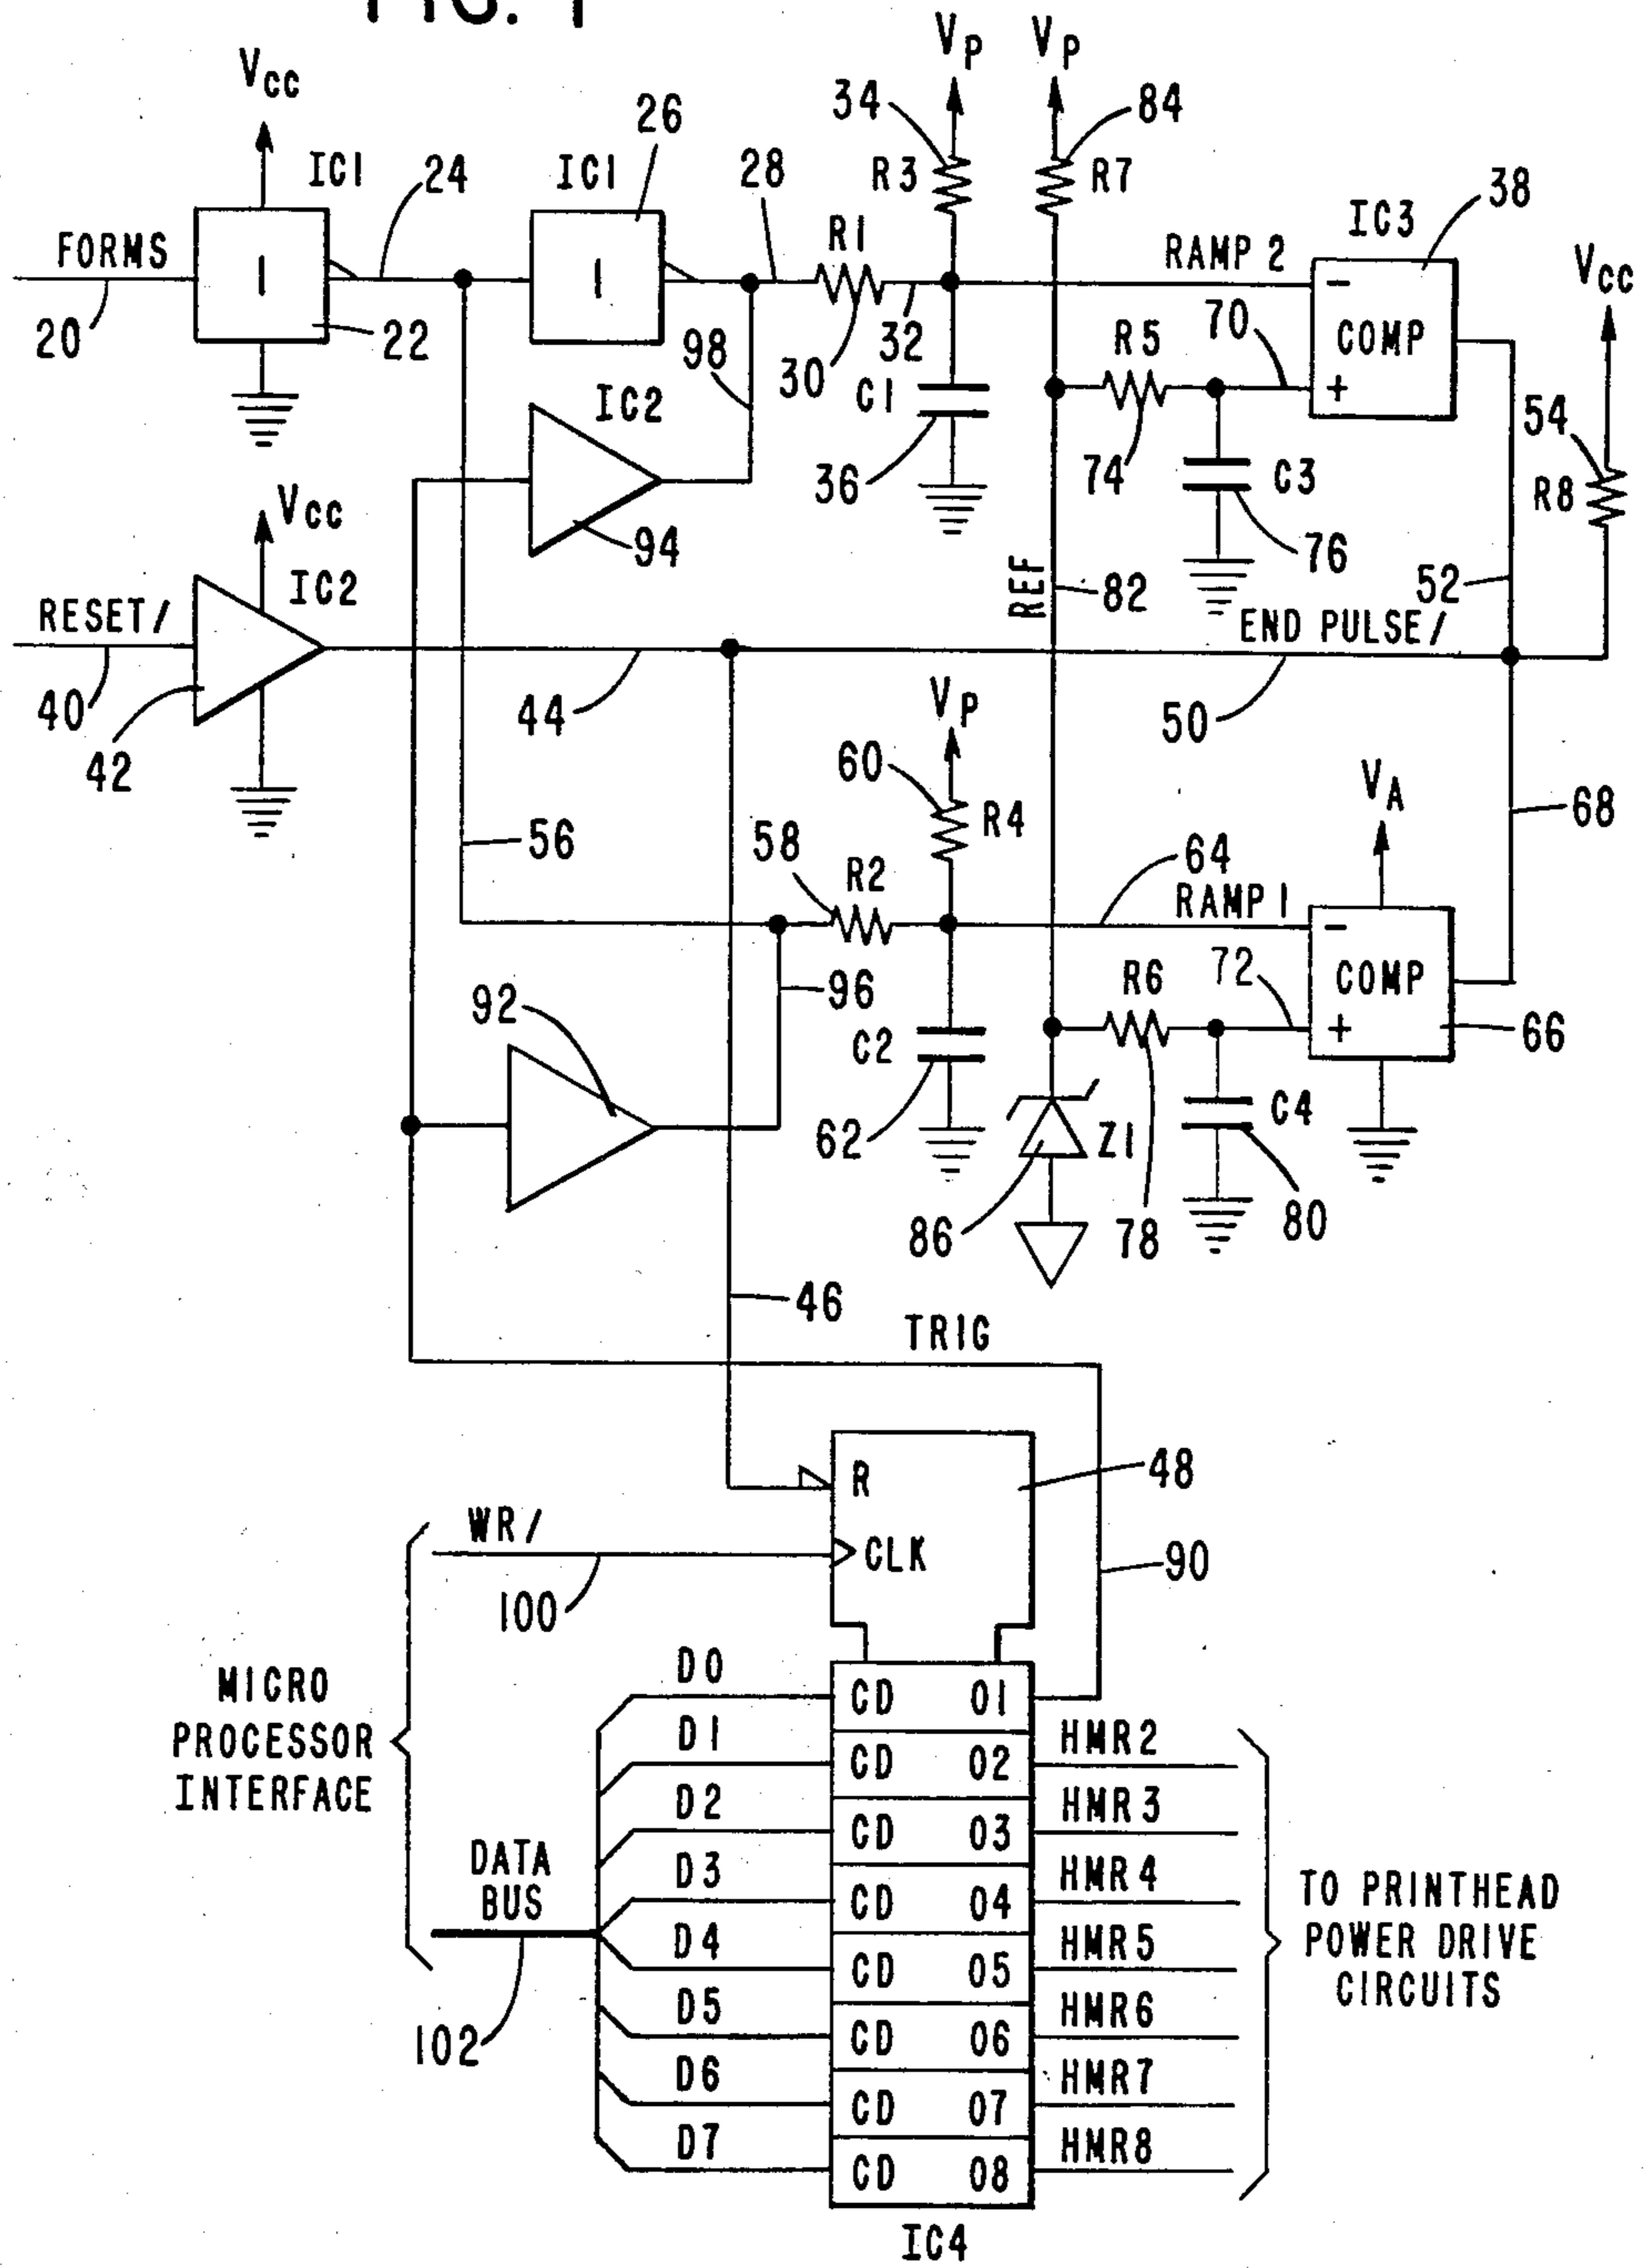 FIG. 1
Vcc
IC1
24
IC1
26
28
34
VP
VP
84
R3
R7
38
IC3
FORMS
20
I
22
I
R1
30
32
98
RAMP 2
-
COMP
+
70
R5
74
C1
36
C3
76
Vcc
54
R8
52
IC2
94
Vcc
IC2
RESET/
40
42
44
REF
82
END PULSE/
50
56
VP
60
R4
58
R2
64
RAMP 1
VA
68
-
COMP
+
66
72
R6
78
92
96
C2
62
86
Z1
C4
80
46
TRIG
R
CLK
48
90
WR/
100
MICRO
PROCESSOR
INTERFACE
DATA
BUS
102
D0
CD
01
D1
CD
02
HMR2
D2
CD
03
HMR3
D3
CD
04
HMR4
D4
CD
05
HMR5
D5
CD
06
HMR6
D6
CD
07
HMR7
D7
CD
08
HMR8
TO PRINTHEAD
POWER DRIVE
CIRCUITS
IC4